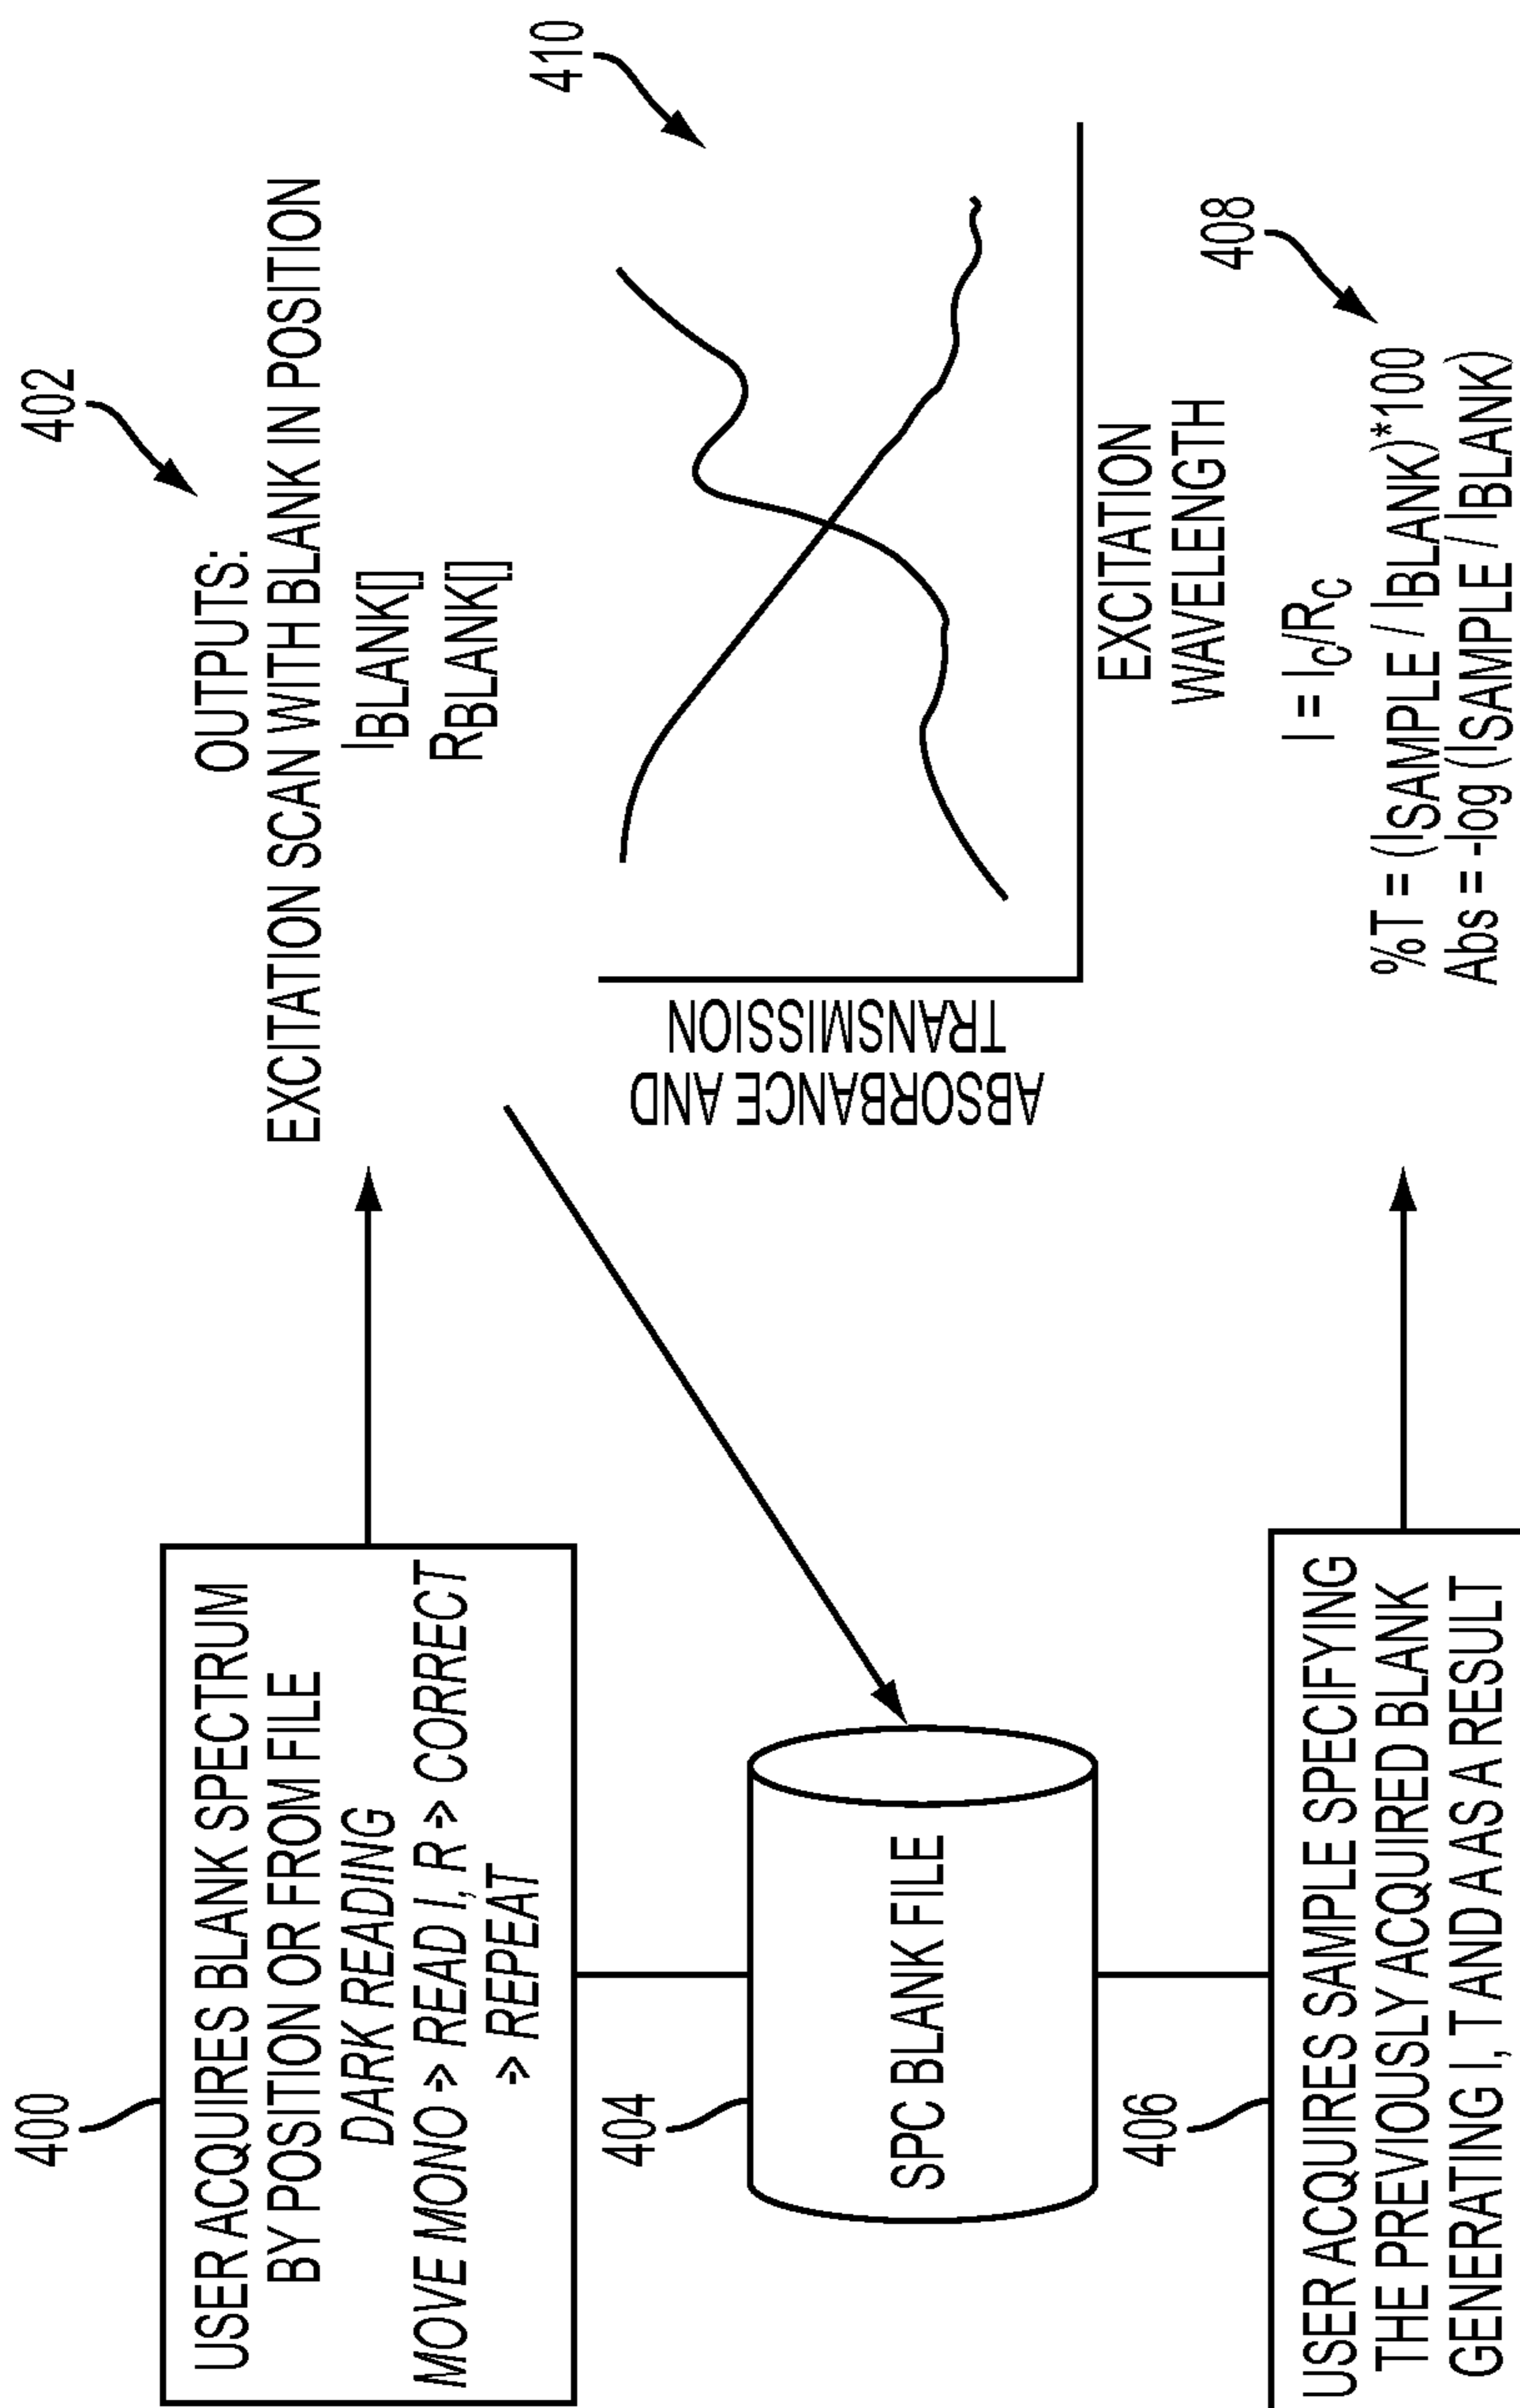 400
USER ACQUIRES BLANK SPECTRUM
BY POSITION OR FROM FILE
DARK READING
MOVE MONO -> READ I, R -> CORRECT
-> REPEAT
402
OUTPUTS:
EXCITATION SCAN WITH BLANK IN POSITION
IBLANK[]
RBLANK[]
404
SPC BLANK FILE
410
ABSORBANCE AND
TRANSMISSION
EXCITATION
WAVELENGTH
406
USER ACQUIRES SAMPLE SPECIFYING
THE PREVIOUSLY ACQUIRED BLANK
GENERATING I, T AND A AS A RESULT
408
I = IC/RC
%T = (ISAMPLE / IBLANK)*100
Abs = -log (ISAMPLE / IBLANK)